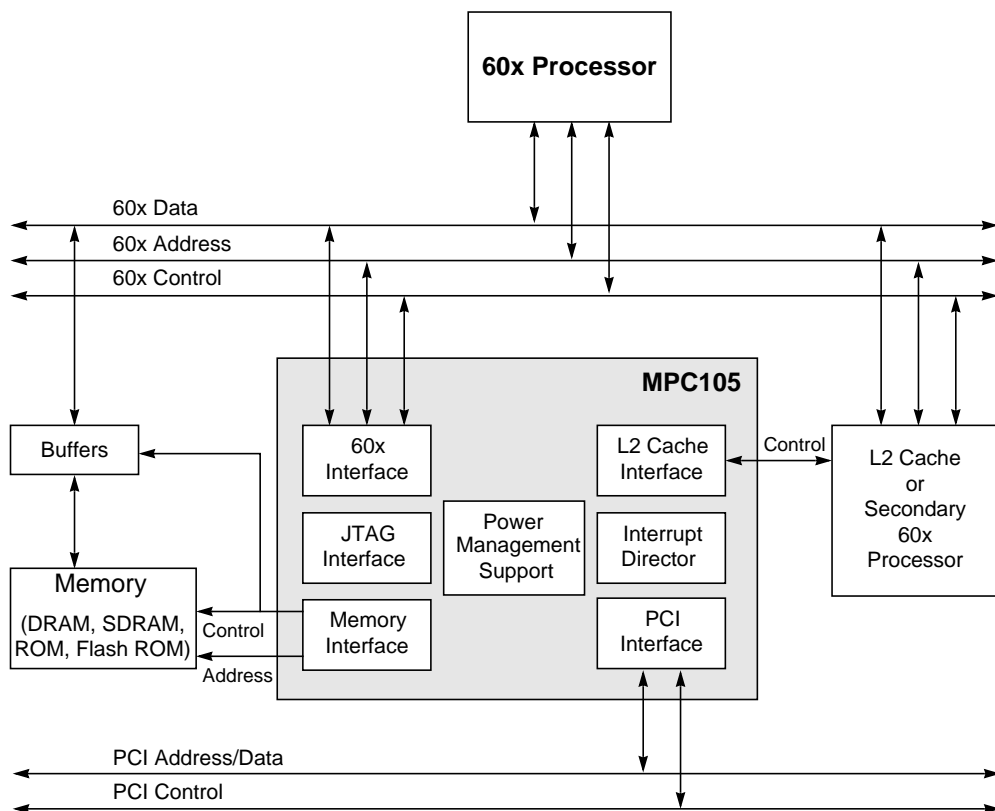 60x Processor
60x Data
60x Address
60x Control
MPC105
Buffers
60x
Interface
L2 Cache
Interface
Control
L2 Cache
or
Secondary
60x
Processor
JTAG
Interface
Power
Management
Support
Interrupt
Director
Memory
(DRAM, SDRAM,
ROM, Flash ROM)
Control
Address
Memory
Interface
PCI
Interface
PCI Address/Data
PCI Control